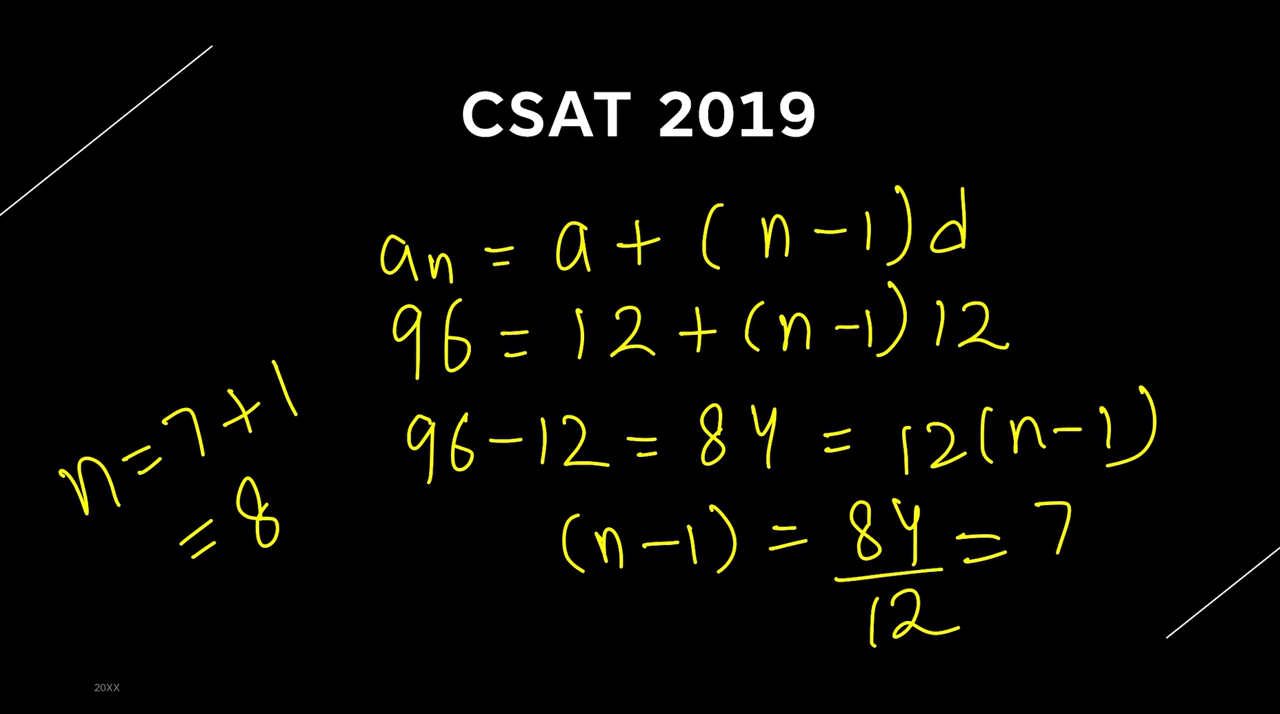 CSAT 2019
an = a + (n-1)d
96 = 12 + (n-1)12
96-12 = 84 = 12(n-1)
(n-1) = 84/12 = 7
n=7+1
=8
20XX